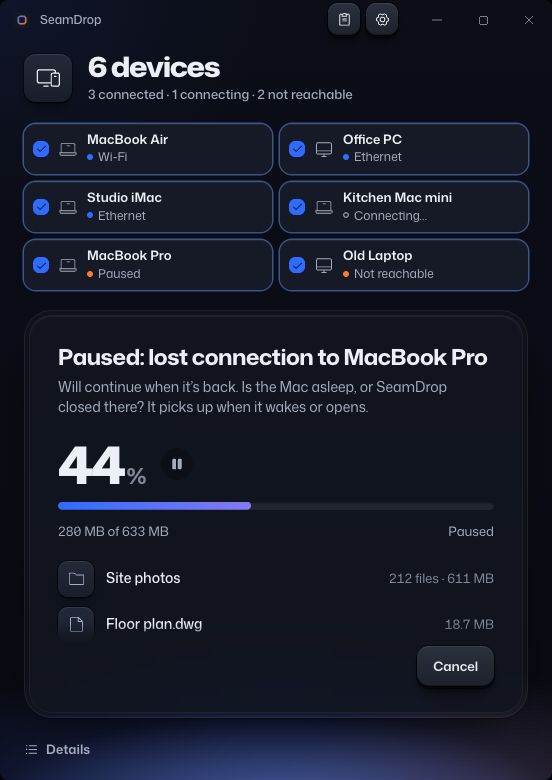 SeamDrop
6 devices
3 connected · 1 connecting · 2 not reachable
MacBook Air
Wi-Fi
Office PC
Ethernet
Studio iMac
Ethernet
Kitchen Mac mini
Connecting...
MacBook Pro
Paused
Old Laptop
Not reachable
Paused: lost connection to MacBook Pro
Will continue when it's back. Is the Mac asleep, or SeamDrop
closed there? It picks up when it wakes or opens.
44%
280 MB of 633 MB
Paused
Site photos
212 files · 611 MB
Floor plan.dwg
18.7 MB
Cancel
Details